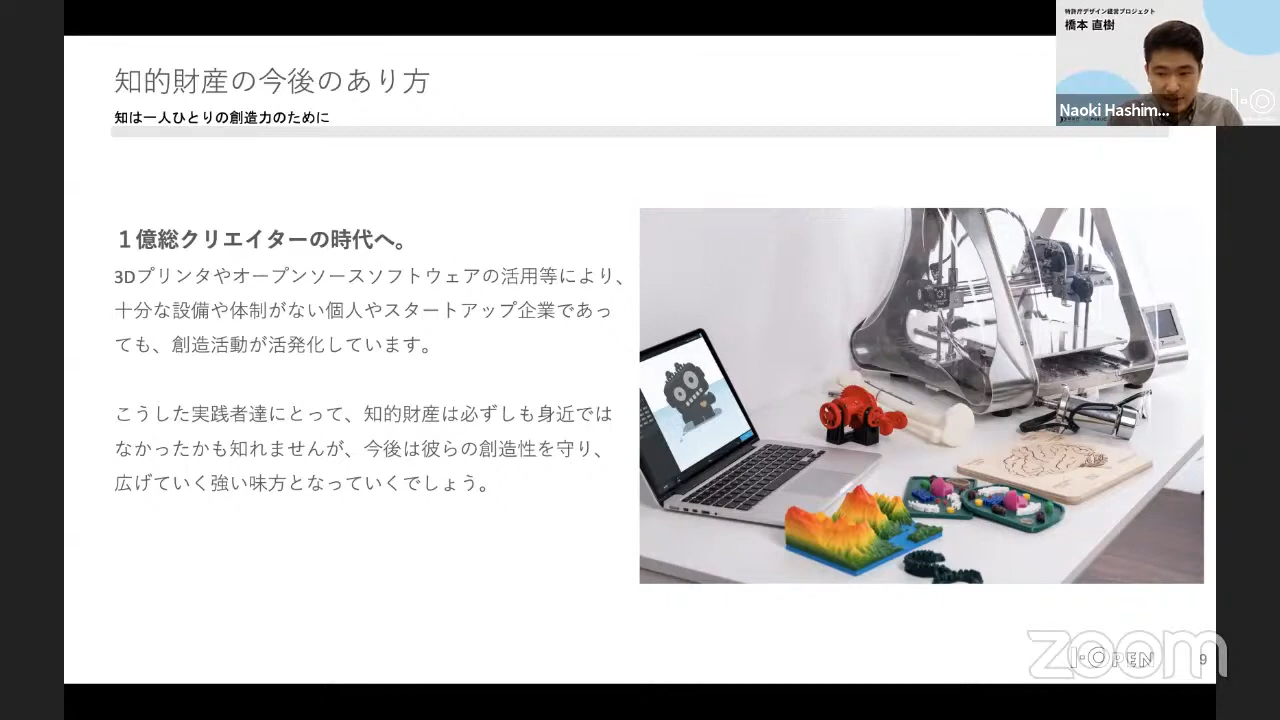 知的財産の今後のあり方
知は一人ひとりの創造力のために
特許庁デザイン経営プロジェクト
橋本 直樹
Naoki Hashim...
１億総クリエイターの時代へ。
3Dプリンタやオープンソースソフトウェアの活用等により、
十分な設備や体制がない個人やスタートアップ企業であっ
ても、創造活動が活発化しています。
こうした実践者達にとって、知的財産は必ずしも身近では
なかったかも知れませんが、今後は彼らの創造性を守り、
広げていく強い味方となっていくでしょう。
zoom
I-OPEN
9